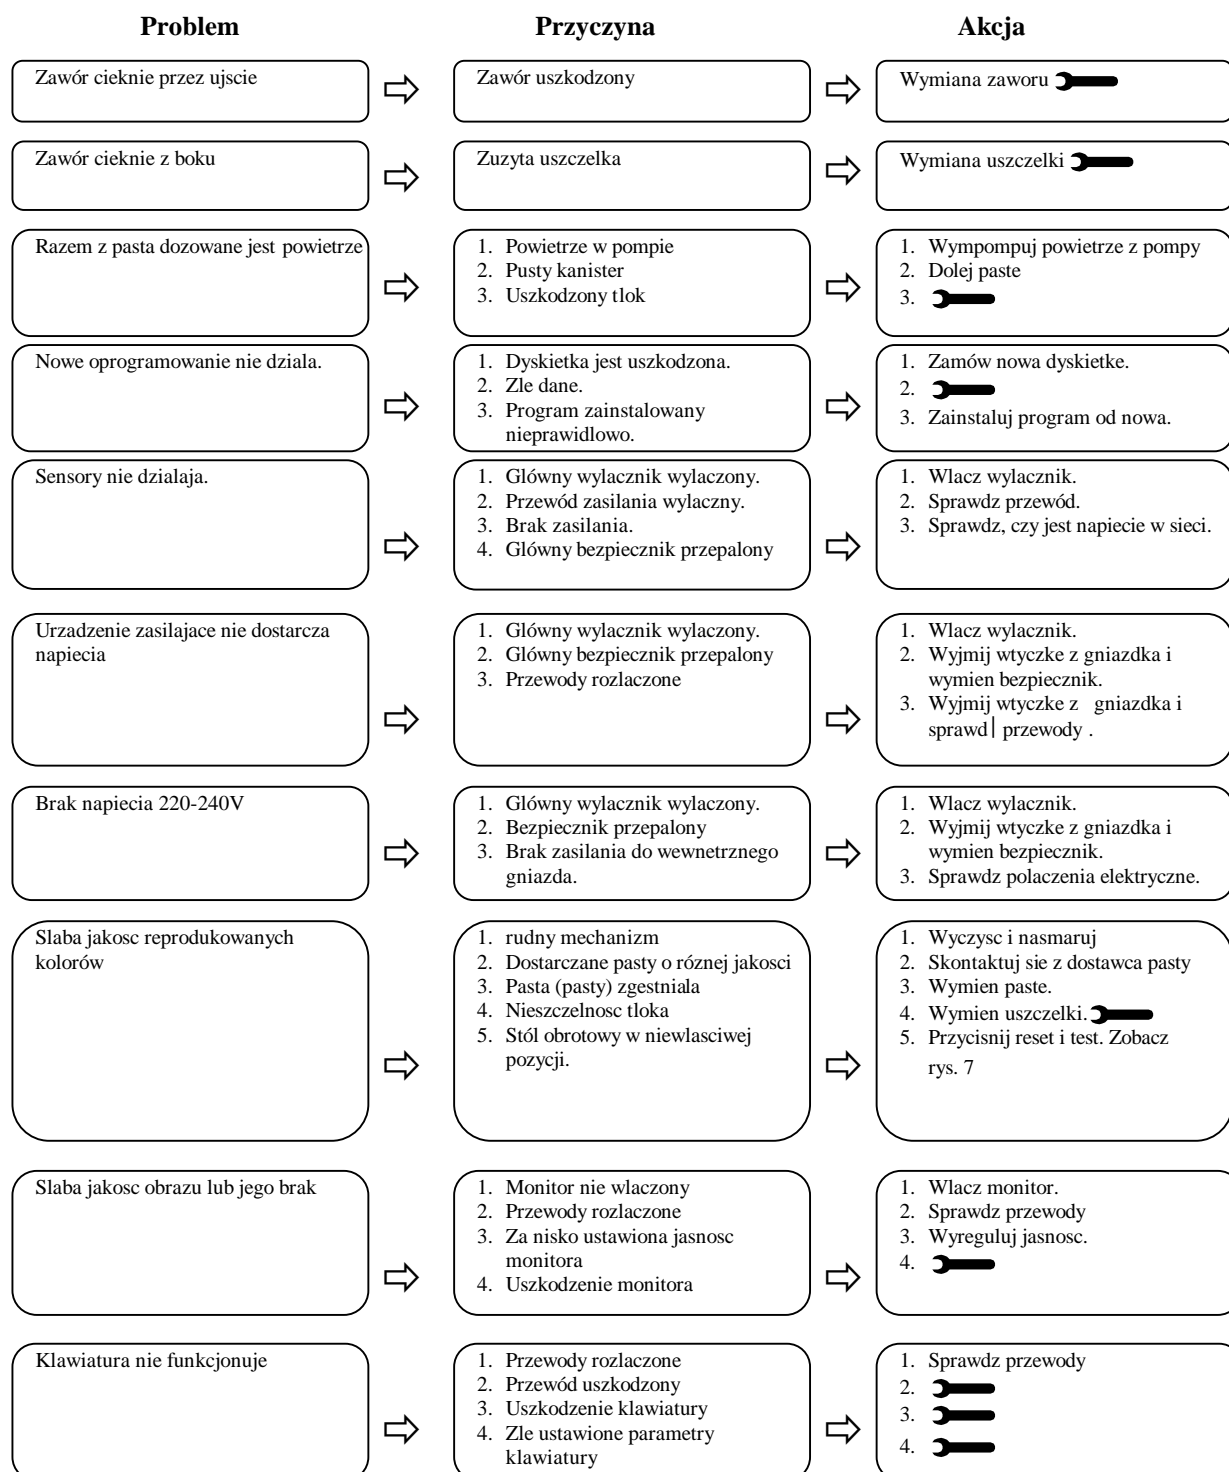 Problem Przyczyna Akcja
Zawór cieknie przez ujscie
Zawór uszkodzony
Wymiana zaworu
Zawór cieknie z boku
Zuzyta uszczelka
Wymiana uszczelki
Razem z pasta dozowane jest powietrze
1. Powietrze w pompie
2. Pusty kanister
3. Uszkodzony tlok
1. Wympompuj powietrze z pompy
2. Dolej paste
3.
Nowe oprogramowanie nie dziala.
1. Dyskietka jest uszkodzona.
2. Zle dane.
3. Program zainstalowany
nieprawidlowo.
1. Zamów nowa dyskietke.
2.
3. Zainstaluj program od nowa.
Sensory nie dzialaja.
1. Glówny wylacznik wylaczony.
2. Przewód zasilania wylaczny.
3. Brak zasilania.
4. Glówny bezpiecznik przepalony
1. Wlacz wylacznik.
2. Sprawdz przewód.
3. Sprawdz, czy jest napiecie w sieci.
Urzadzenie zasilajace nie dostarcza
napiecia
1. Glówny wylacznik wylaczony.
2. Glówny bezpiecznik przepalony
3. Przewody rozlaczone
1. Wlacz wylacznik.
2. Wyjmij wtyczke z gniazdka i
wymien bezpiecznik.
3. Wyjmij wtyczke z gniazdka i
sprawd| przewody .
Brak napiecia 220-240V
1. Glówny wylacznik wylaczony.
2. Bezpiecznik przepalony
3. Brak zasilania do wewnetrznego
gniazda.
1. Wlacz wylacznik.
2. Wyjmij wtyczke z gniazdka i
wymien bezpiecznik.
3. Sprawdz polaczenia elektryczne.
Slaba jakosc reprodukowanych
kolorów
1. rudny mechanizm
2. Dostarczane pasty o róznej jakosci
3. Pasta (pasty) zgestniala
4. Nieszczelnosc tloka
5. Stól obrotowy w niewlasciwej
pozycji.
1. Wyczysc i nasmaruj
2. Skontaktuj sie z dostawca pasty
3. Wymien paste.
4. Wymien uszczelki.
5. Przycisnij reset i test. Zobacz
rys. 7
Slaba jakosc obrazu lub jego brak
1. Monitor nie wlaczony
2. Przewody rozlaczone
3. Za nisko ustawiona jasnosc
monitora
4. Uszkodzenie monitora
1. Wlacz monitor.
2. Sprawdz przewody
3. Wyreguluj jasnosc.
4.
Klawiatura nie funkcjonuje
1. Przewody rozlaczone
2. Przewód uszkodzony
3. Uszkodzenie klawiatury
4. Zle ustawione parametry
klawiatury
1. Sprawdz przewody
2.
3.
4.